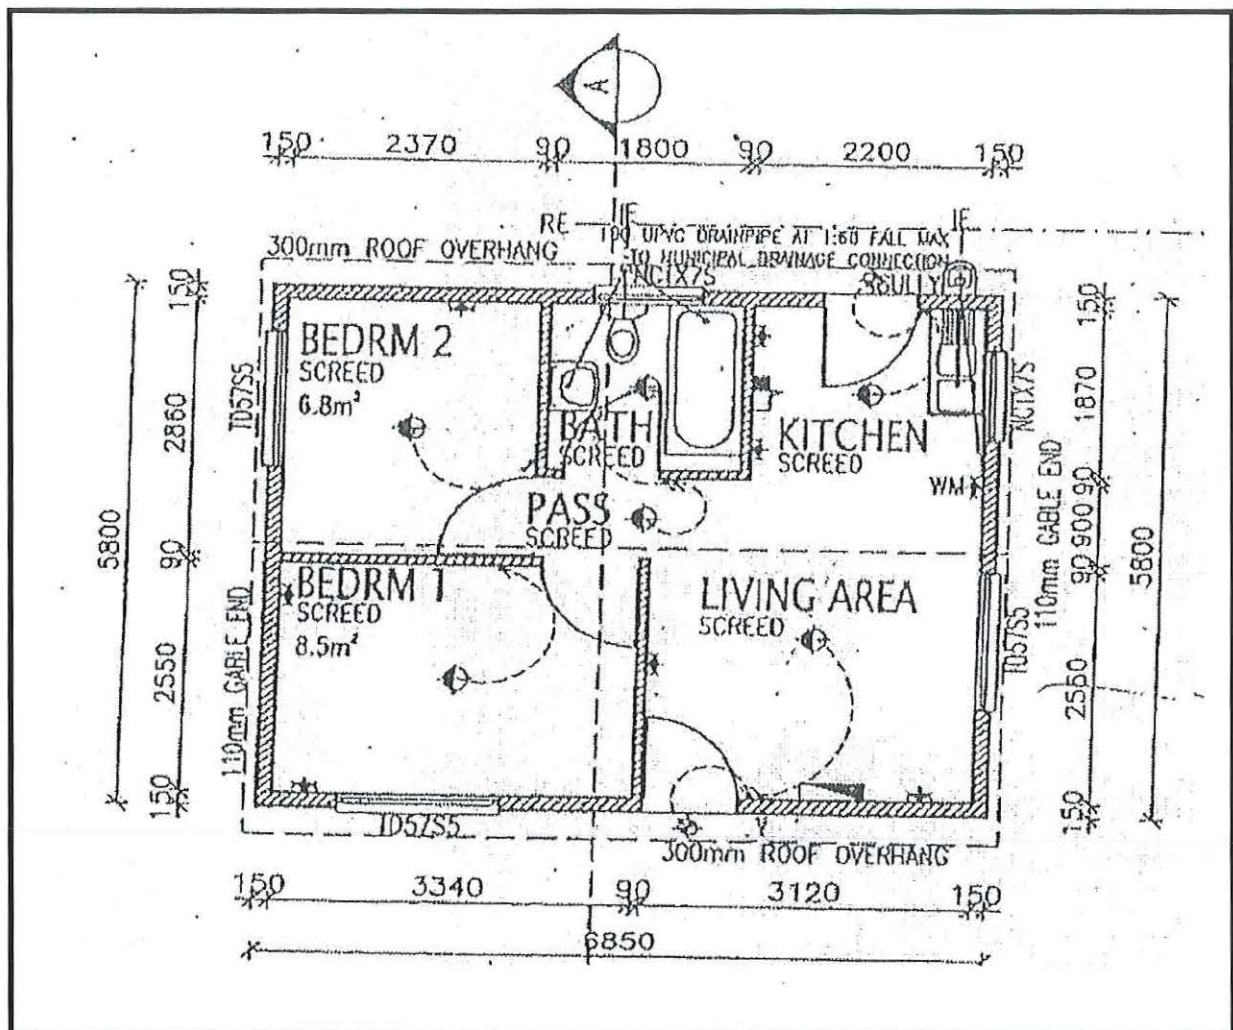 A
150 2370 90 1800 90 2200 150
RE IE IE
100 UPVC DRAINPIPE AT 1:60 FALL MAX
TO MUNICIPAL DRAINAGE CONNECTION
300mm ROOF OVERHANG
NC1X7S
GULLY
BEDRM 2
SCREED
6.8m²
BATH
SCREED
KITCHEN
SCREED
WM
PASS
SCREED
BEDRM 1
SCREED
8.5m²
LIVING AREA
SCREED
TD57S5
110mm GABLE END
5800
150 2860 90 2550 150
NC1X7S
110mm GABLE END
TD57S5
150 1870 90 900 90 2550 150
5800
TD57S5
300mm ROOF OVERHANG
150 3340 90 3120 150
6850